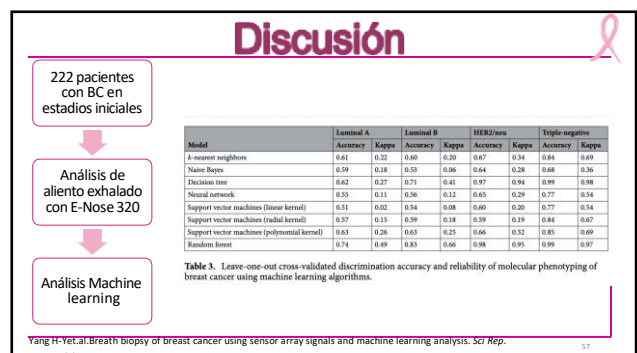 Discusión
222 pacientes
con BC en
estadios iniciales
Análisis de
aliento exhalado
con E-Nose 320
Análisis Machine
learning
Luminal A Luminal B HER2/neu Triple-negative
Model Accuracy Kappa Accuracy Kappa Accuracy Kappa Accuracy Kappa
k-nearest neighbors 0.61 0.22 0.60 0.20 0.67 0.34 0.84 0.69
Naive Bayes 0.59 0.18 0.53 0.06 0.64 0.28 0.68 0.36
Decision tree 0.62 0.27 0.71 0.41 0.97 0.94 0.99 0.98
Neural network 0.55 0.11 0.56 0.12 0.65 0.29 0.77 0.54
Support vector machines (linear kernel) 0.51 0.02 0.54 0.08 0.60 0.20 0.77 0.54
Support vector machines (radial kernel) 0.57 0.15 0.59 0.18 0.59 0.19 0.84 0.67
Support vector machines (polynomial kernel) 0.63 0.26 0.63 0.25 0.66 0.32 0.85 0.69
Random forest 0.74 0.49 0.83 0.66 0.98 0.95 0.99 0.97
Table 3. Leave-one-out cross-validated discrimination accuracy and reliability of molecular phenotyping of
breast cancer using machine learning algorithms.
Yang H-Yet.al.Breath biopsy of breast cancer using sensor array signals and machine learning analysis. Sci Rep.
57